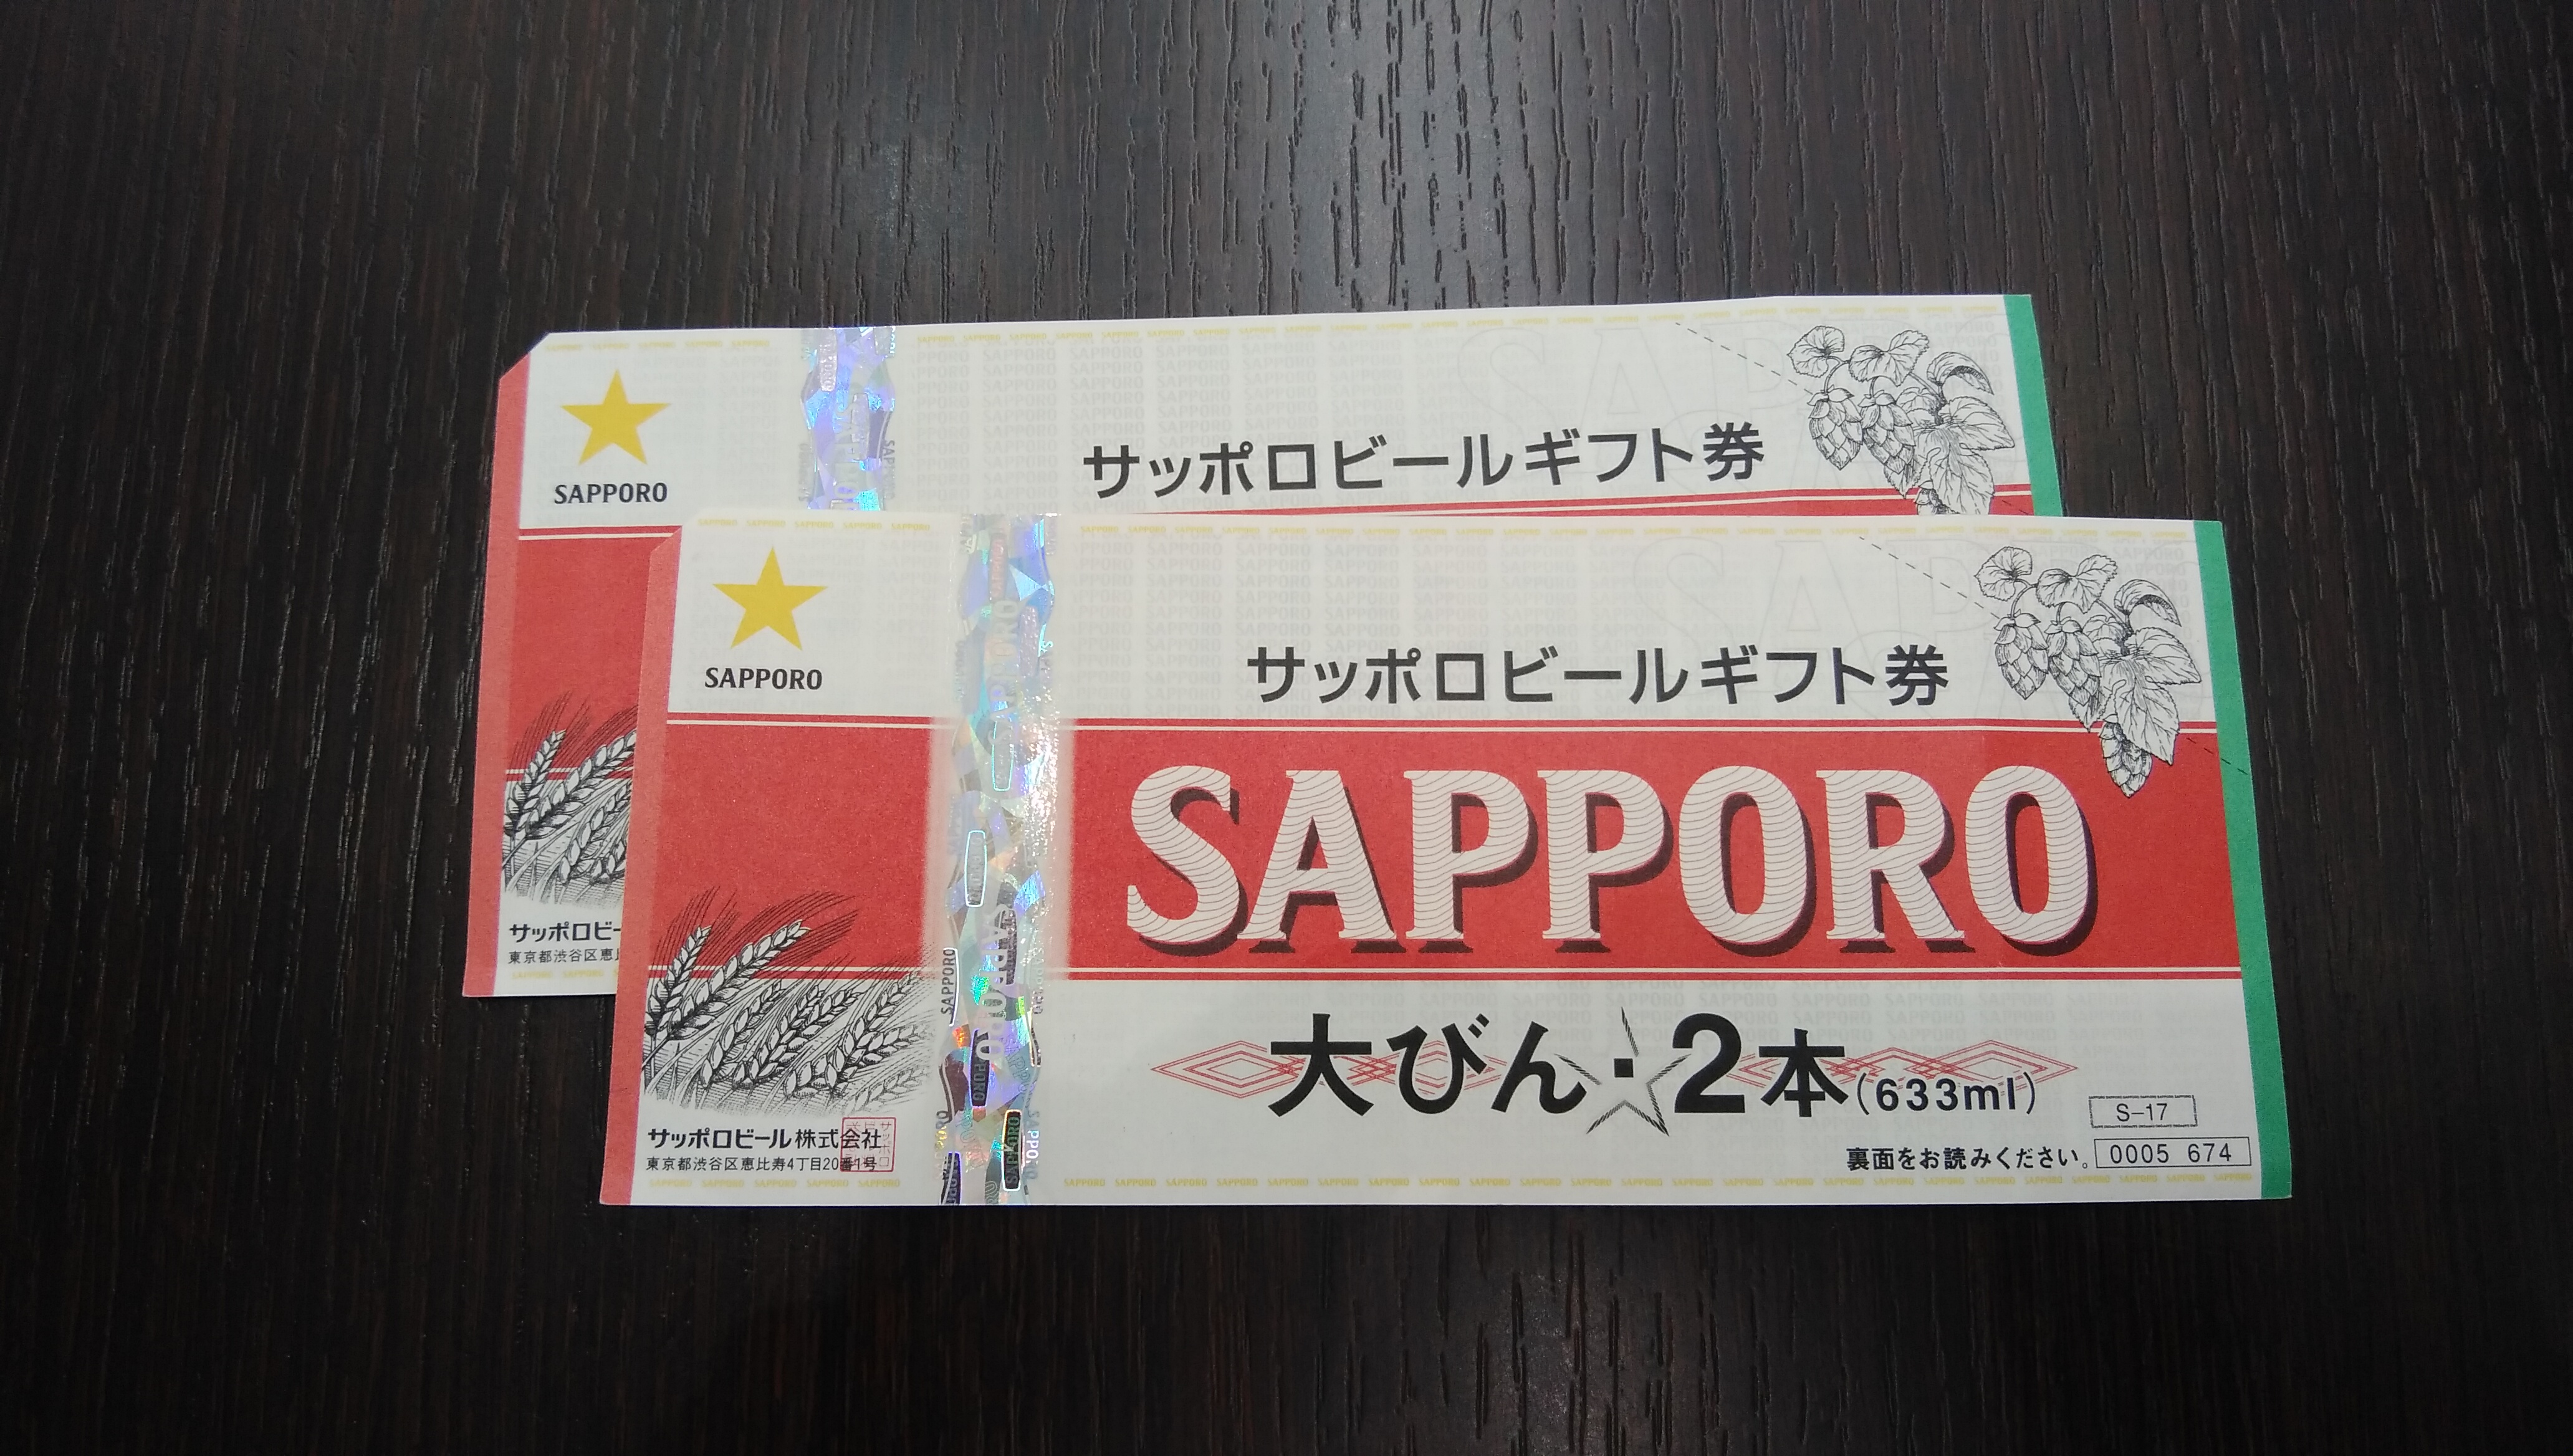 SAPPORO
サッポロビールギフト券
サッポロビー
東京都渋谷区恵
SAPPORO
サッポロビールギフト券
SAPPORO
大びん・2本(633ml)
S-17
裏面をお読みください。
0005 674
サッポロビール株式会社
東京都渋谷区恵比寿4丁目20番1号